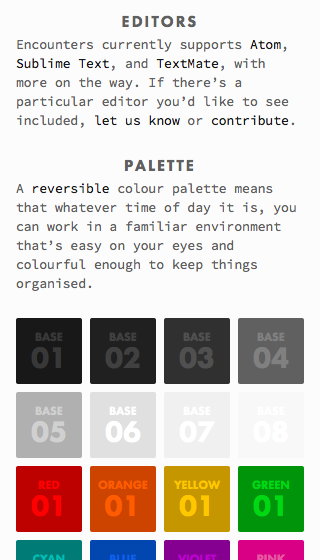 EDITORS
Encounters currently supports Atom,
Sublime Text, and TextMate, with
more on the way. If there’s a
particular editor you’d like to see
included, let us know or contribute.
PALETTE
A reversible colour palette means
that whatever time of day it is, you
can work in a familiar environment
that’s easy on your eyes and
colourful enough to keep things
organised.
BASE BASE BASE BASE
01 02 03 04
BASE BASE BASE BASE
05 06 07 08
RED ORANGE YELLOW GREEN
01 01 01 01
CYAN BLUE VIOLET PINK